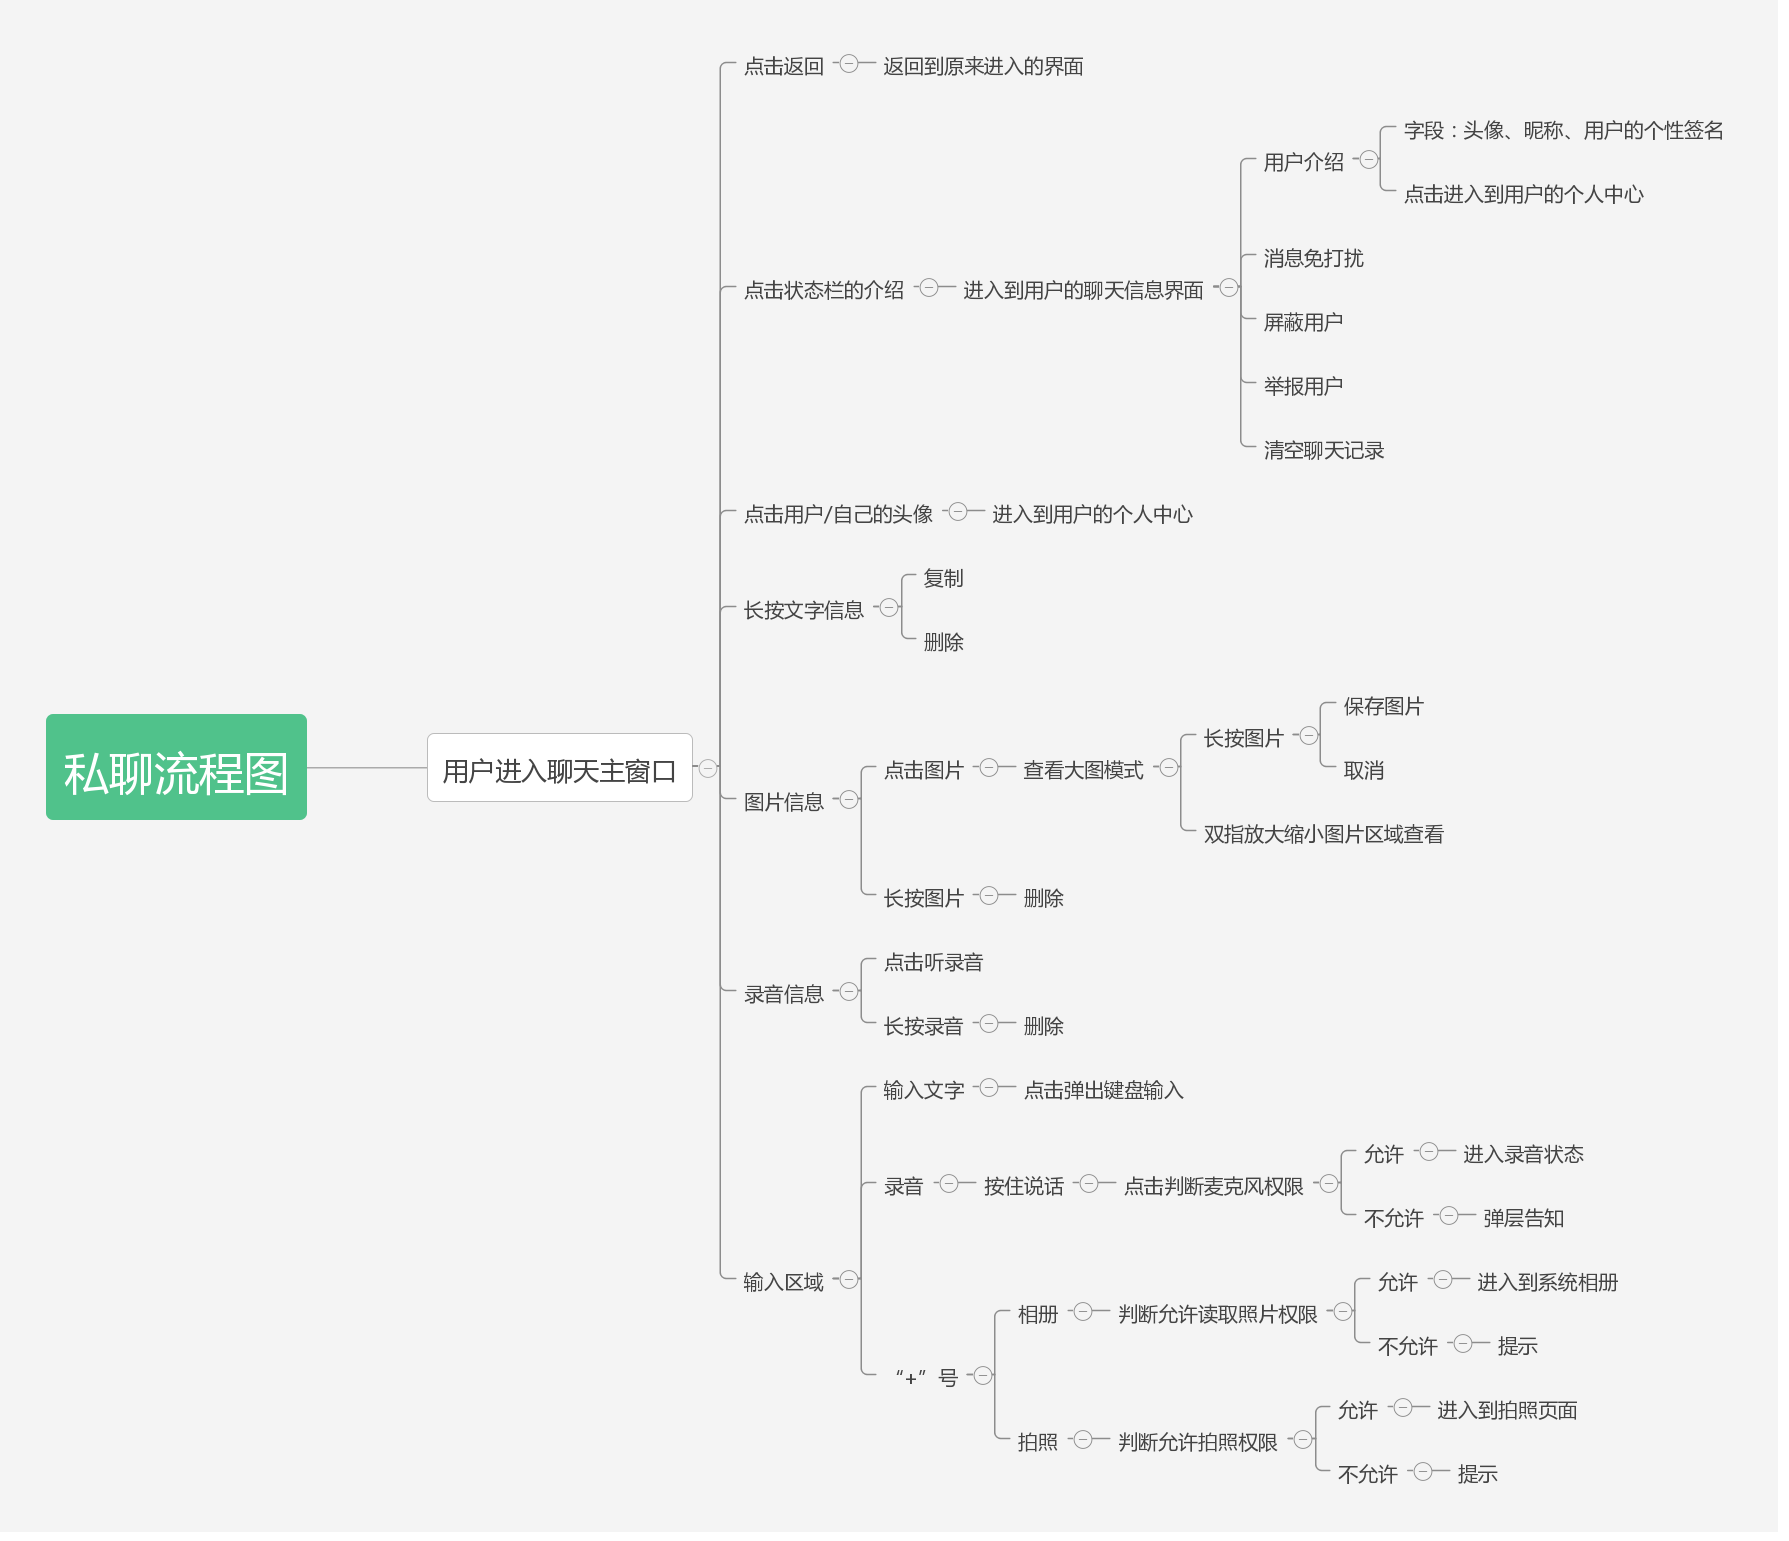 私聊流程图
用户进入聊天主窗口
点击返回
返回到原来进入的界面
点击状态栏的介绍
进入到用户的聊天信息界面
用户介绍
字段：头像、昵称、用户的个性签名
点击进入到用户的个人中心
消息免打扰
屏蔽用户
举报用户
清空聊天记录
点击用户/自己的头像
进入到用户的个人中心
长按文字信息
复制
删除
图片信息
点击图片
查看大图模式
长按图片
保存图片
取消
双指放大缩小图片区域查看
长按图片
删除
录音信息
点击听录音
长按录音
删除
输入区域
输入文字
点击弹出键盘输入
录音
按住说话
点击判断麦克风权限
允许
进入录音状态
不允许
弹层告知
“+”号
相册
判断允许读取照片权限
允许
进入到系统相册
不允许
提示
拍照
判断允许拍照权限
允许
进入到拍照页面
不允许
提示